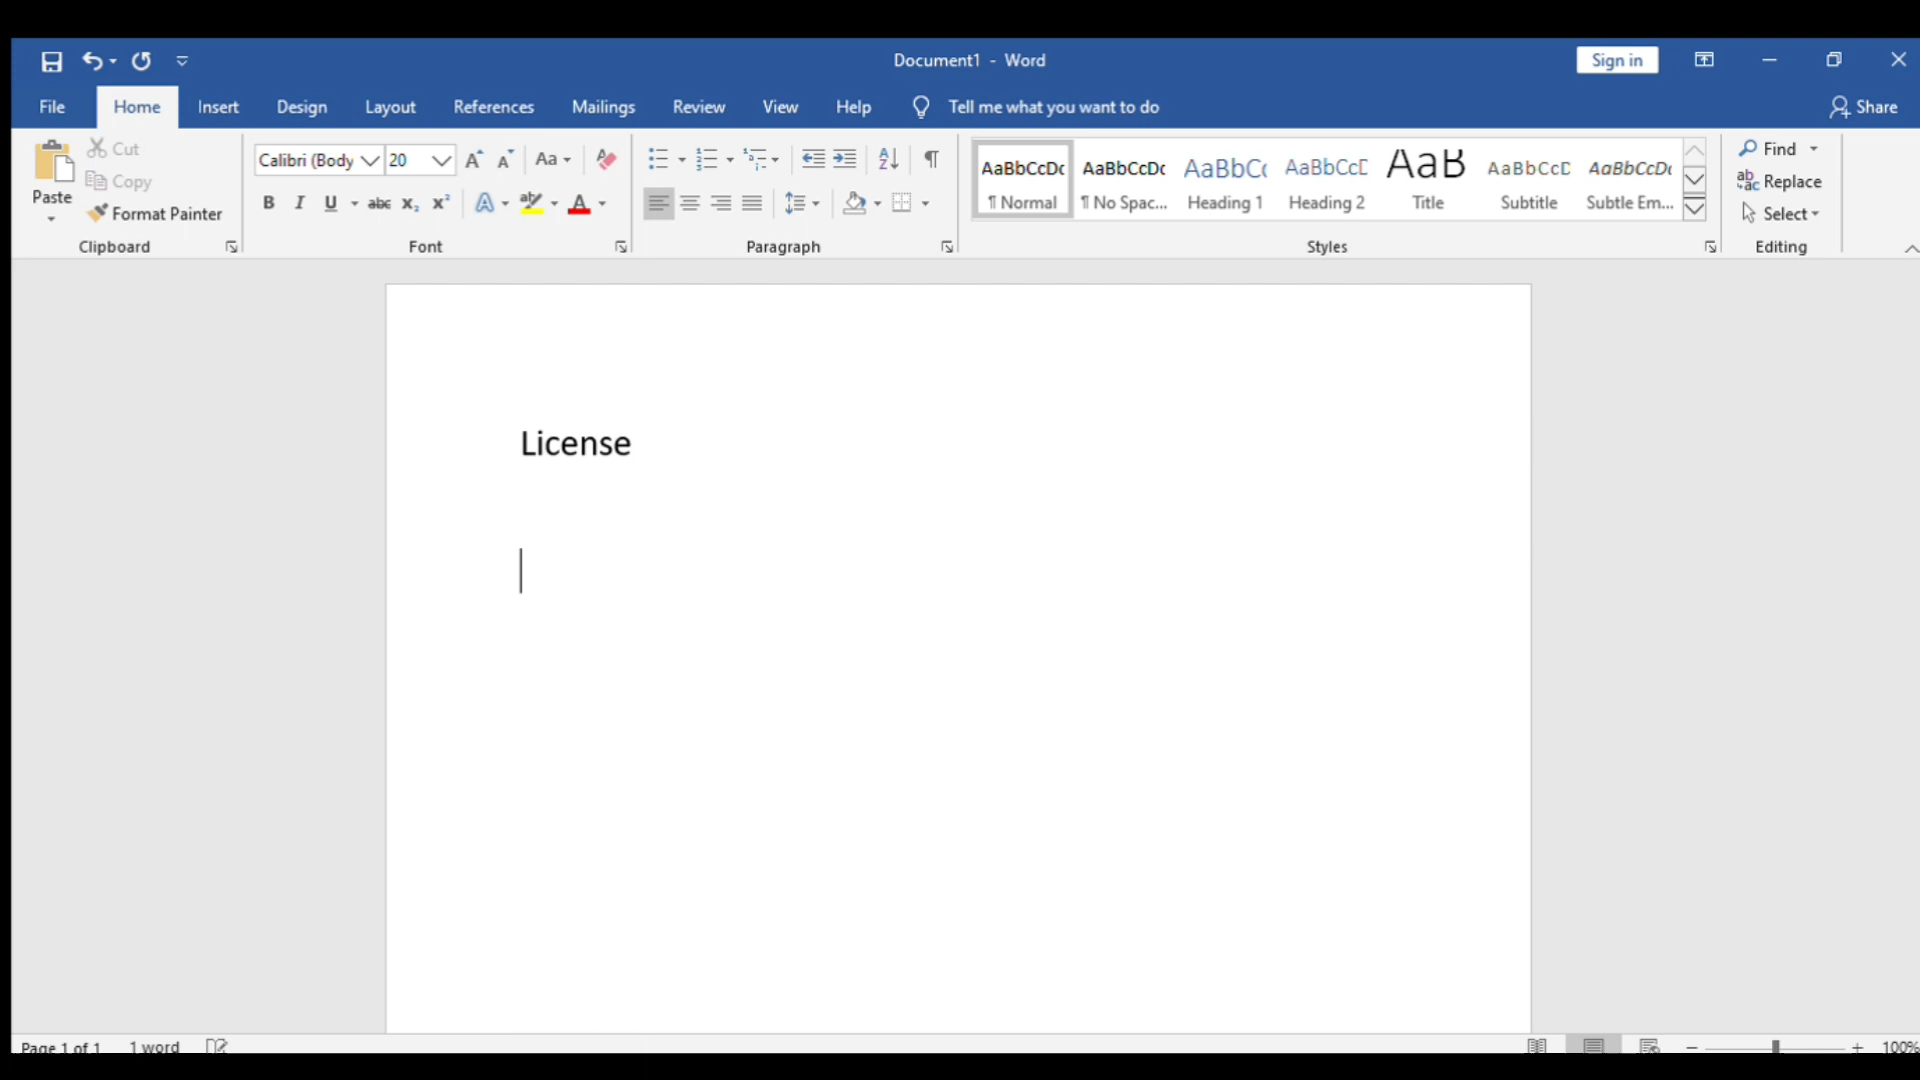 Document1 - Word
Sign in
File Home Insert Design Layout References Mailings Review View Help Tell me what you want to do Share
Paste
Cut
Copy
Format Painter
Clipboard
Calibri (Body 20
Aa
B I U abc x₂ x²
A
Font
Paragraph
AaBbCcDc AaBbCcDc AaBbCc AaBbCcD AaB AaBbCcD AaBbCcDc
¶ Normal ¶ No Spac... Heading 1 Heading 2 Title Subtitle Subtle Em...
Styles
Find
Replace
Select
Editing
License
Page 1 of 1 1 word
100%